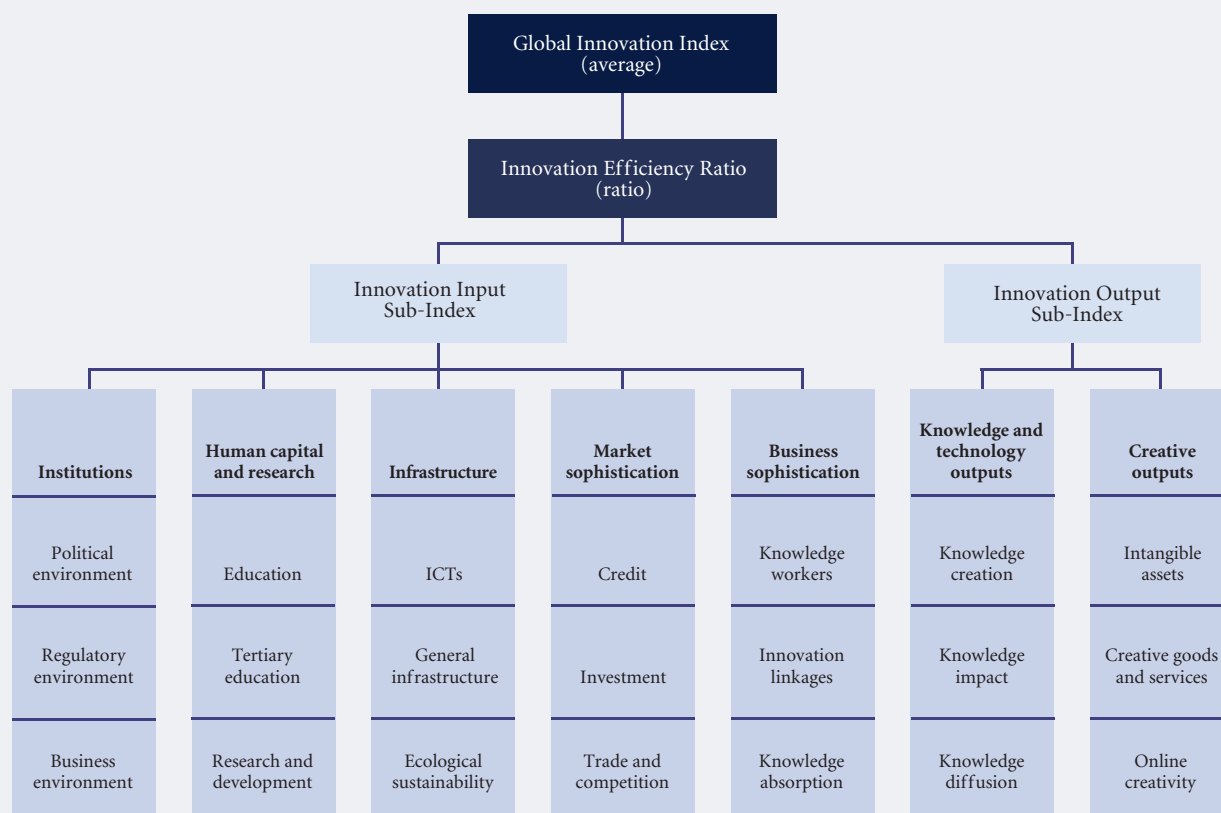 Global Innovation Index
(average)
Innovation Efficiency Ratio
(ratio)
Innovation Input
Sub-Index
Innovation Output
Sub-Index
Institutions
Human capital
and research
Infrastructure
Market
sophistication
Business
sophistication
Knowledge and
technology
outputs
Creative
outputs
Political
environment
Education
ICTs
Credit
Knowledge
workers
Knowledge
creation
Intangible
assets
Regulatory
environment
Tertiary
education
General
infrastructure
Investment
Innovation
linkages
Knowledge
impact
Creative goods
and services
Business
environment
Research and
development
Ecological
sustainability
Trade and
competition
Knowledge
absorption
Knowledge
diffusion
Online
creativity